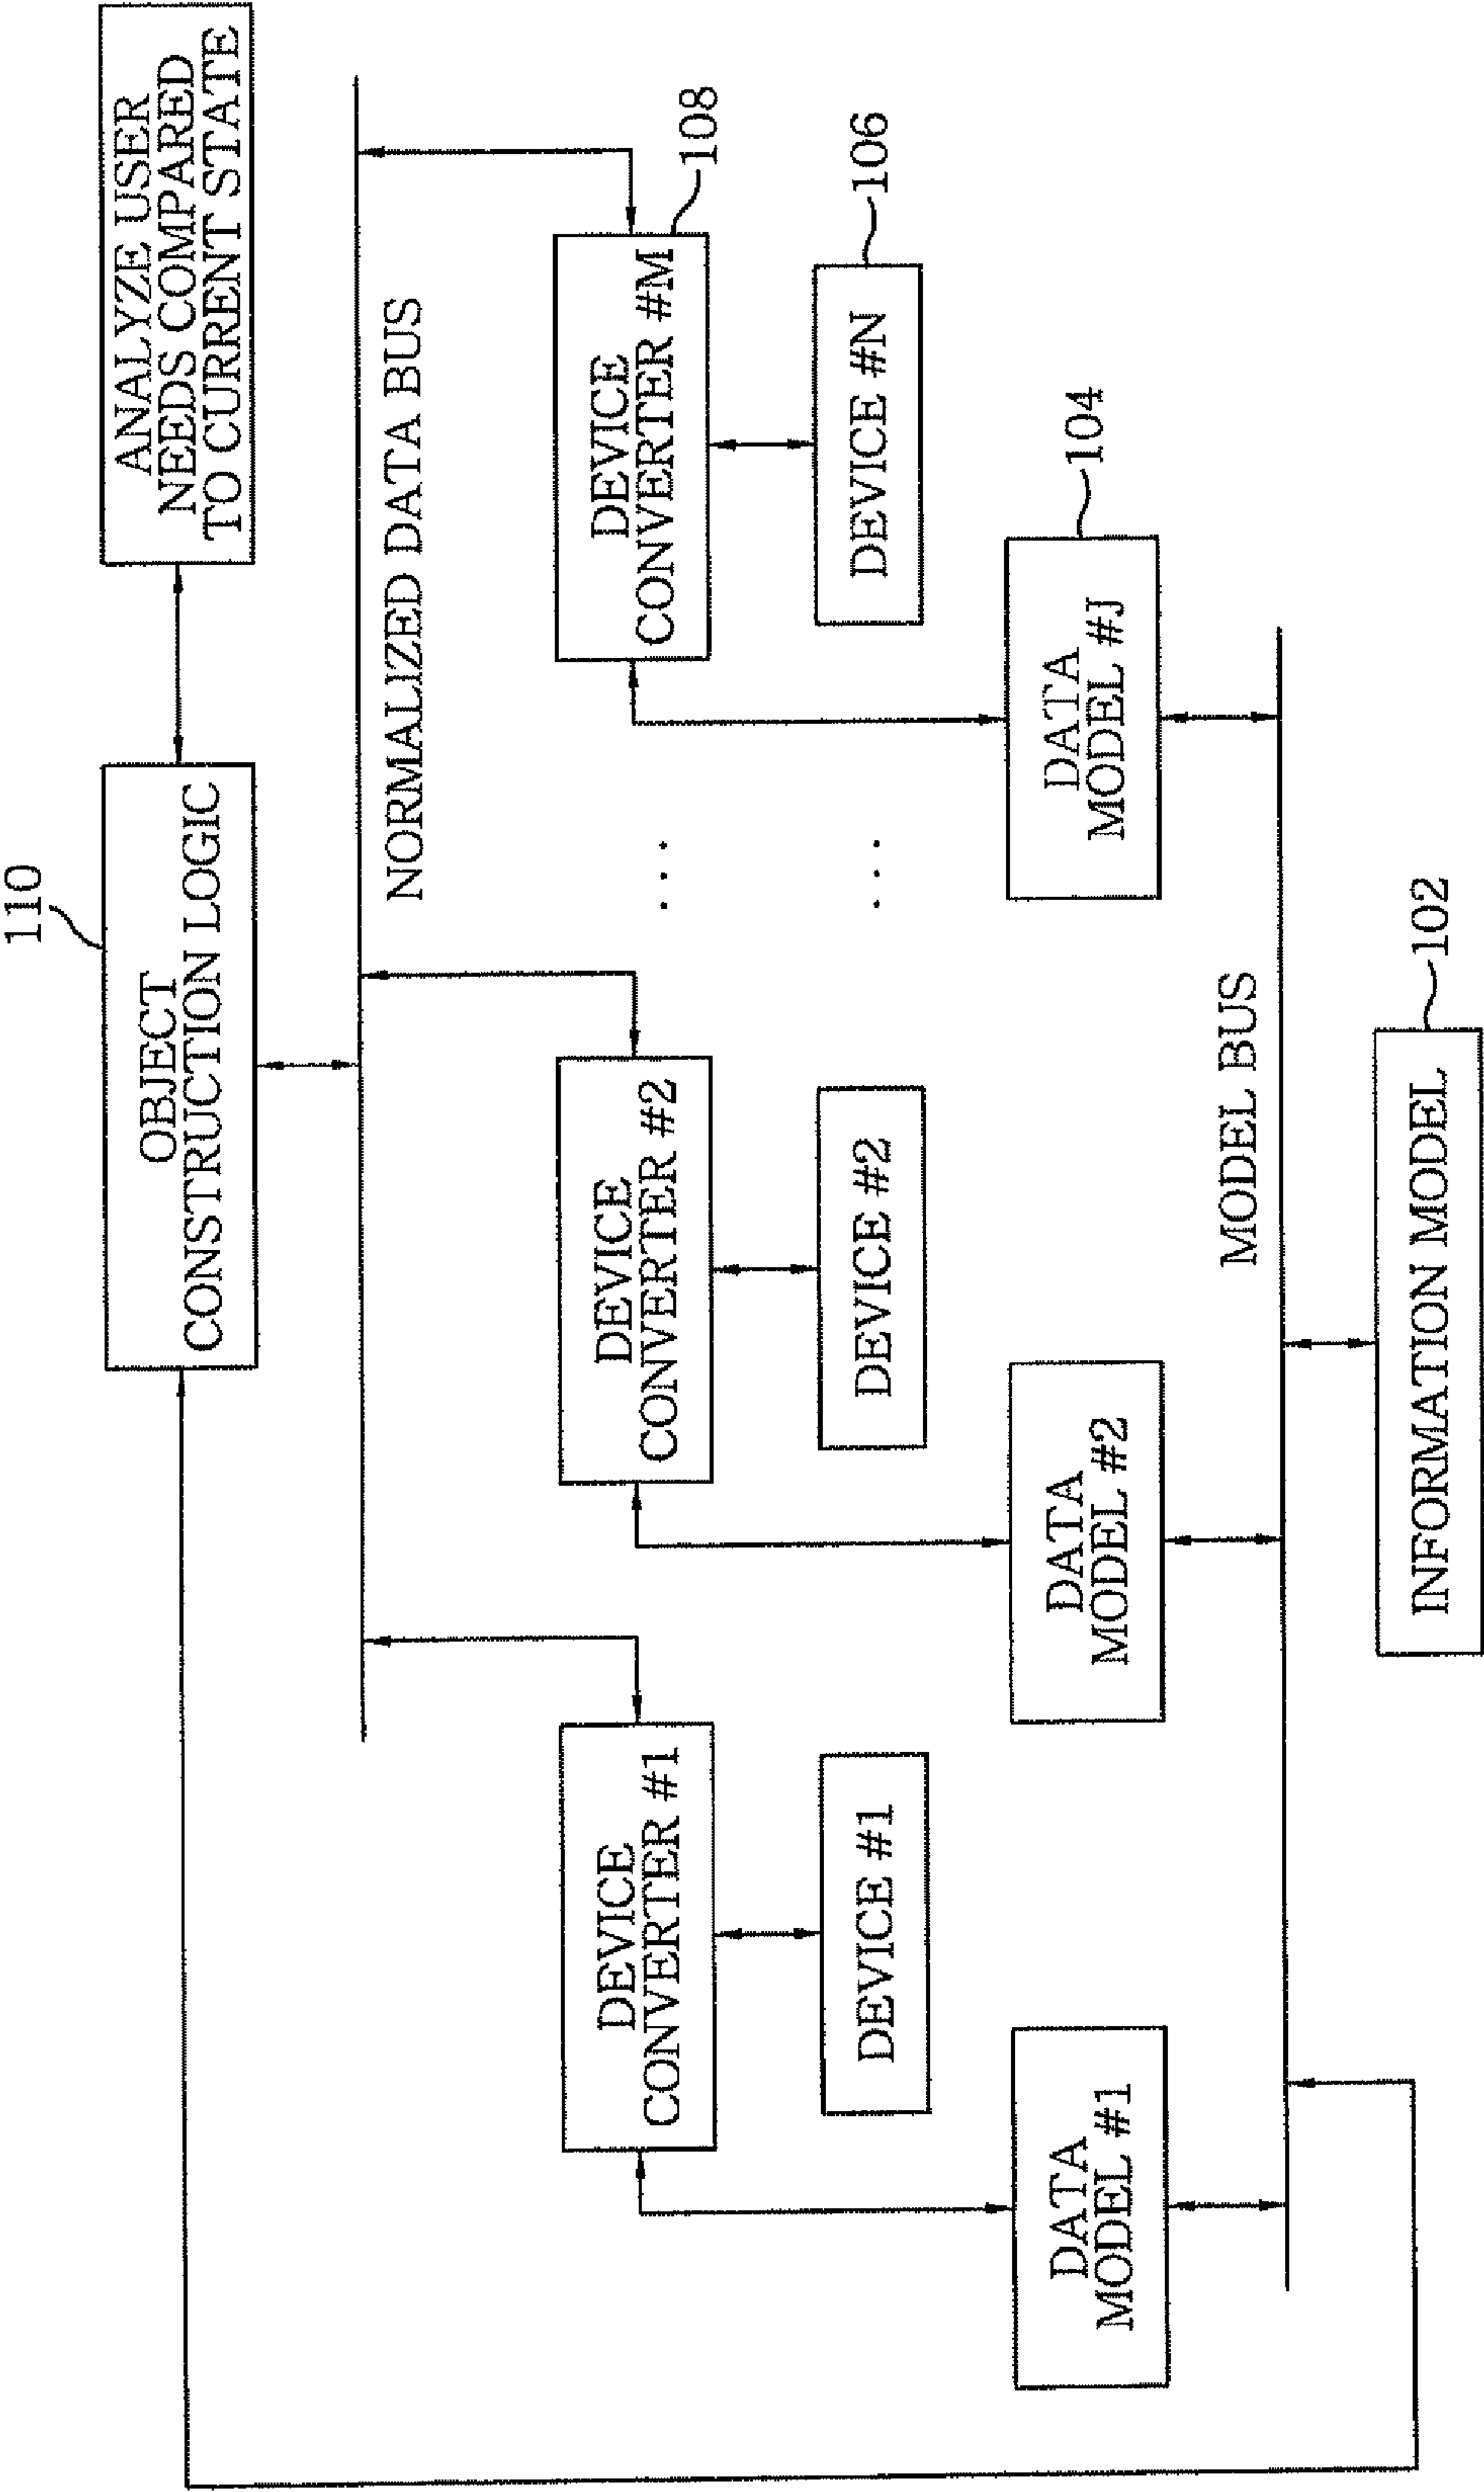 110
OBJECT
CONSTRUCTION LOGIC
ANALYZE USER
NEEDS COMPARED
TO CURRENT STATE
NORMALIZED DATA BUS
DEVICE
CONVERTER #1
DEVICE
CONVERTER #2
. . .
DEVICE
CONVERTER #M
108
DEVICE #1
DEVICE #2
. . .
DEVICE #N
106
DATA
MODEL #1
DATA
MODEL #2
DATA
MODEL #J
104
MODEL BUS
INFORMATION MODEL
102